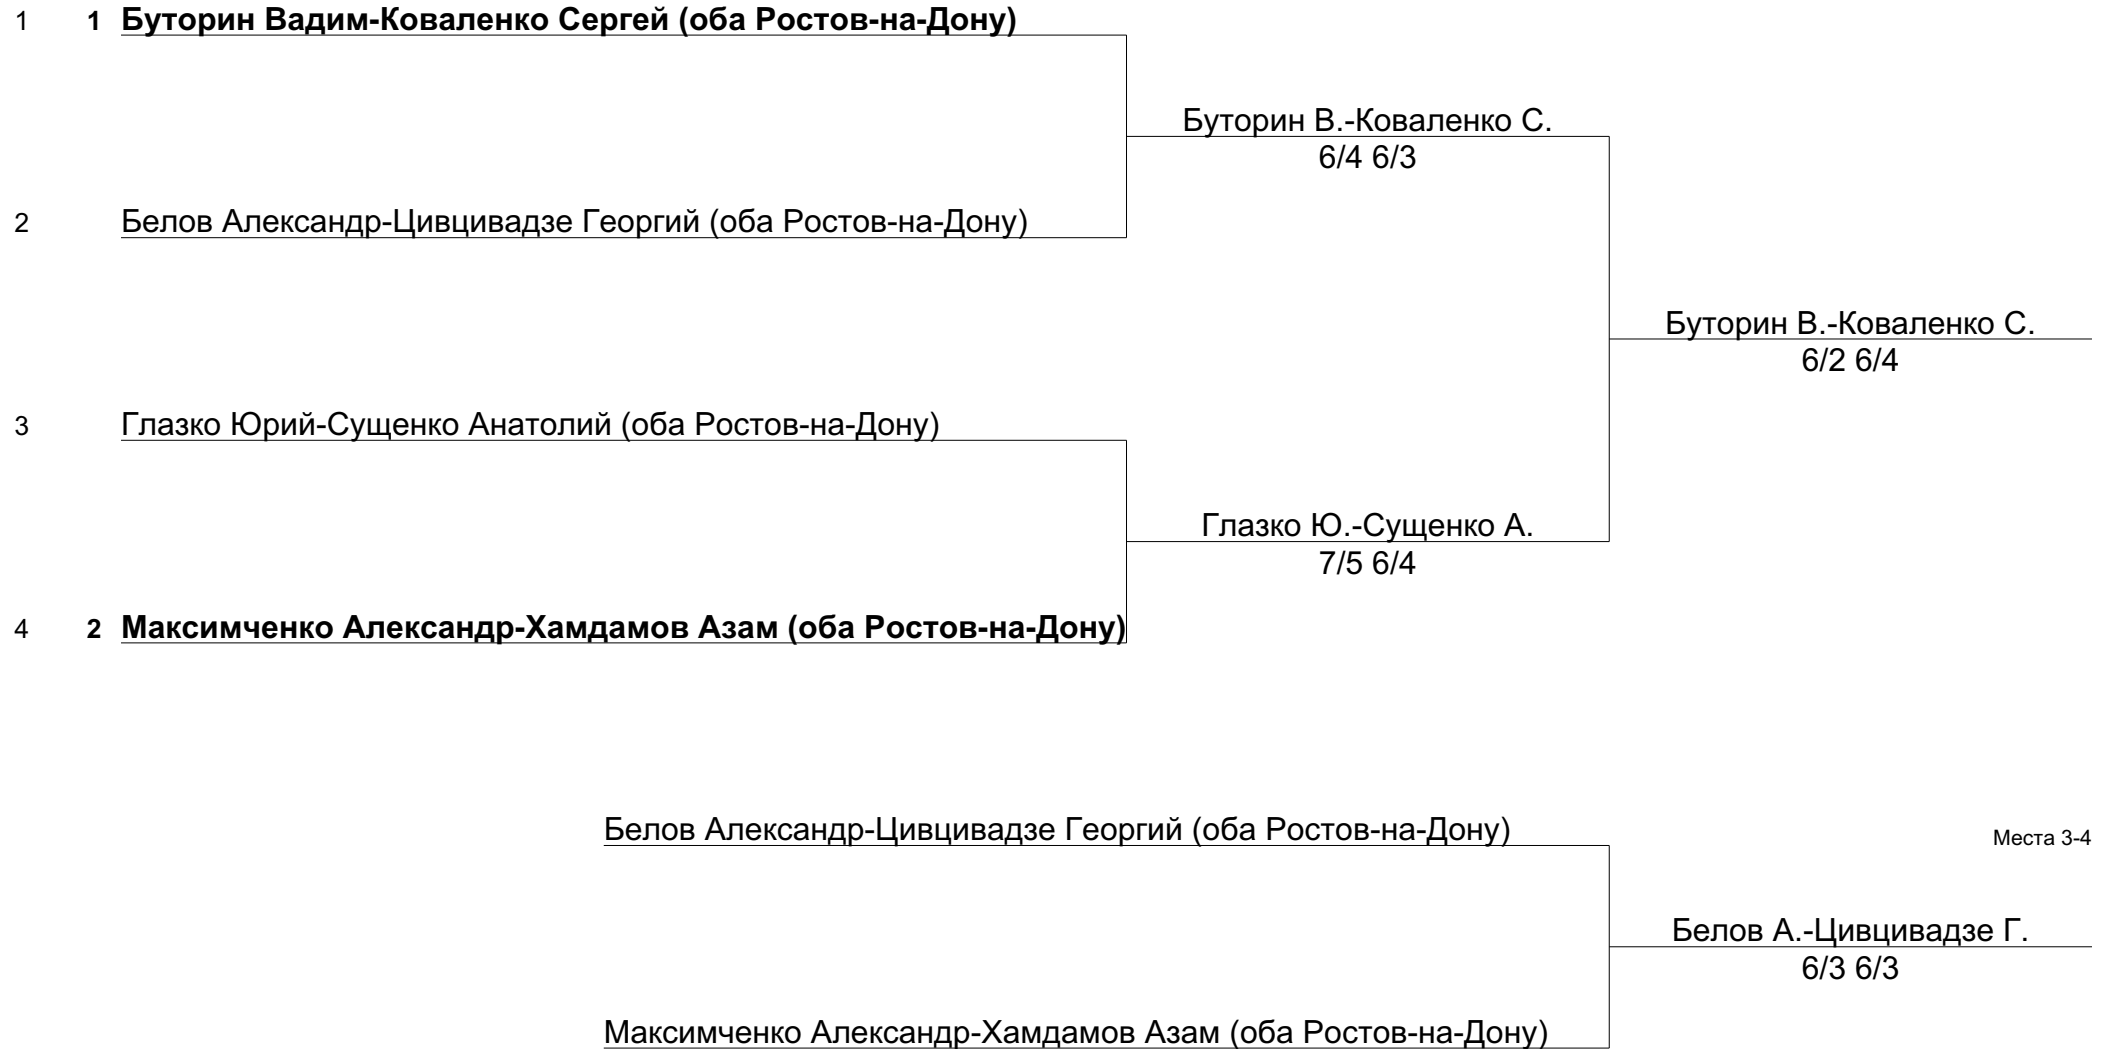 1 1 Буторин Вадим-Коваленко Сергей (оба Ростов-на-Дону)
Буторин В.-Коваленко С.
6/4 6/3
2 Белов Александр-Цивцивадзе Георгий (оба Ростов-на-Дону)
Буторин В.-Коваленко С.
6/2 6/4
3 Глазко Юрий-Сущенко Анатолий (оба Ростов-на-Дону)
Глазко Ю.-Сущенко А.
7/5 6/4
4 2 Максимченко Александр-Хамдамов Азам (оба Ростов-на-Дону)
Белов Александр-Цивцивадзе Георгий (оба Ростов-на-Дону)
Места 3-4
Белов А.-Цивцивадзе Г.
6/3 6/3
Максимченко Александр-Хамдамов Азам (оба Ростов-на-Дону)